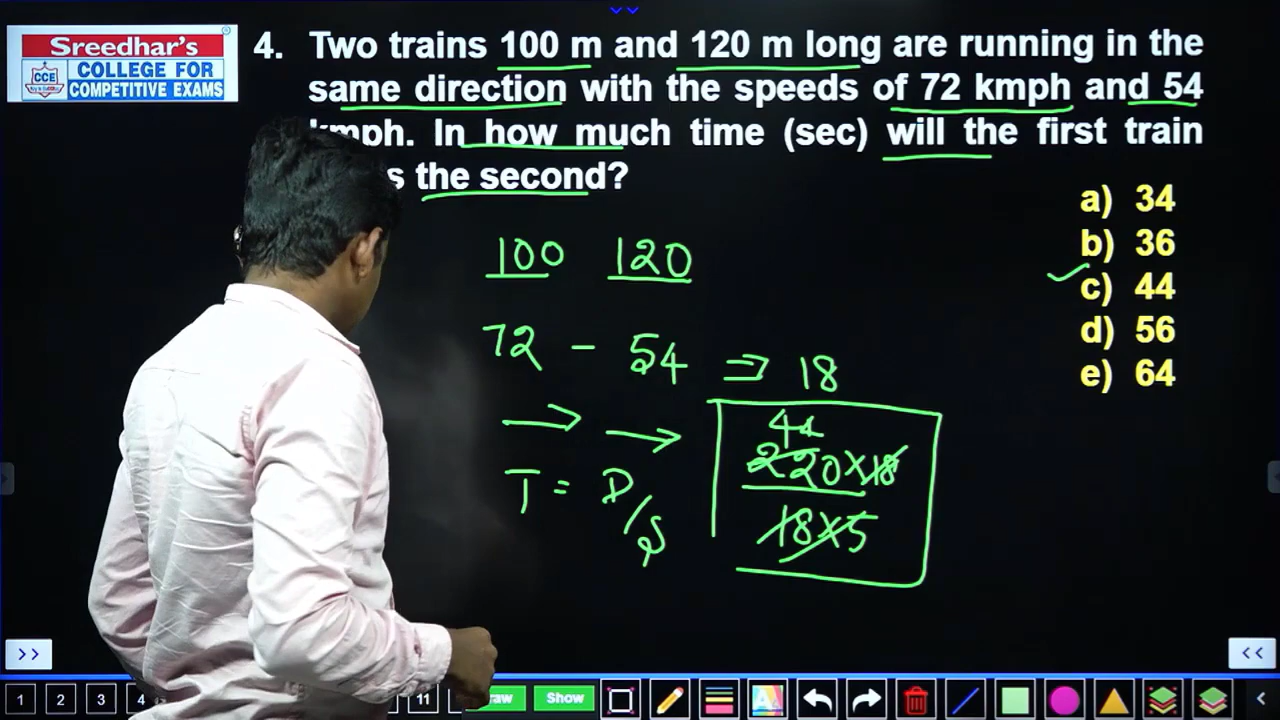 Sreedhar's
CCE
COLLEGE FOR
COMPETITIVE EXAMS
4. Two trains 100 m and 120 m long are running in the
same direction with the speeds of 72 kmph and 54
kmph. In how much time (sec) will the first train
the second?
a) 34
b) 36
c) 44
d) 56
e) 64
100 120
72 - 54 ⇒ 18
T = D/S
44
220×18
18×5
>>
<<
1 2 3 4 11 Show